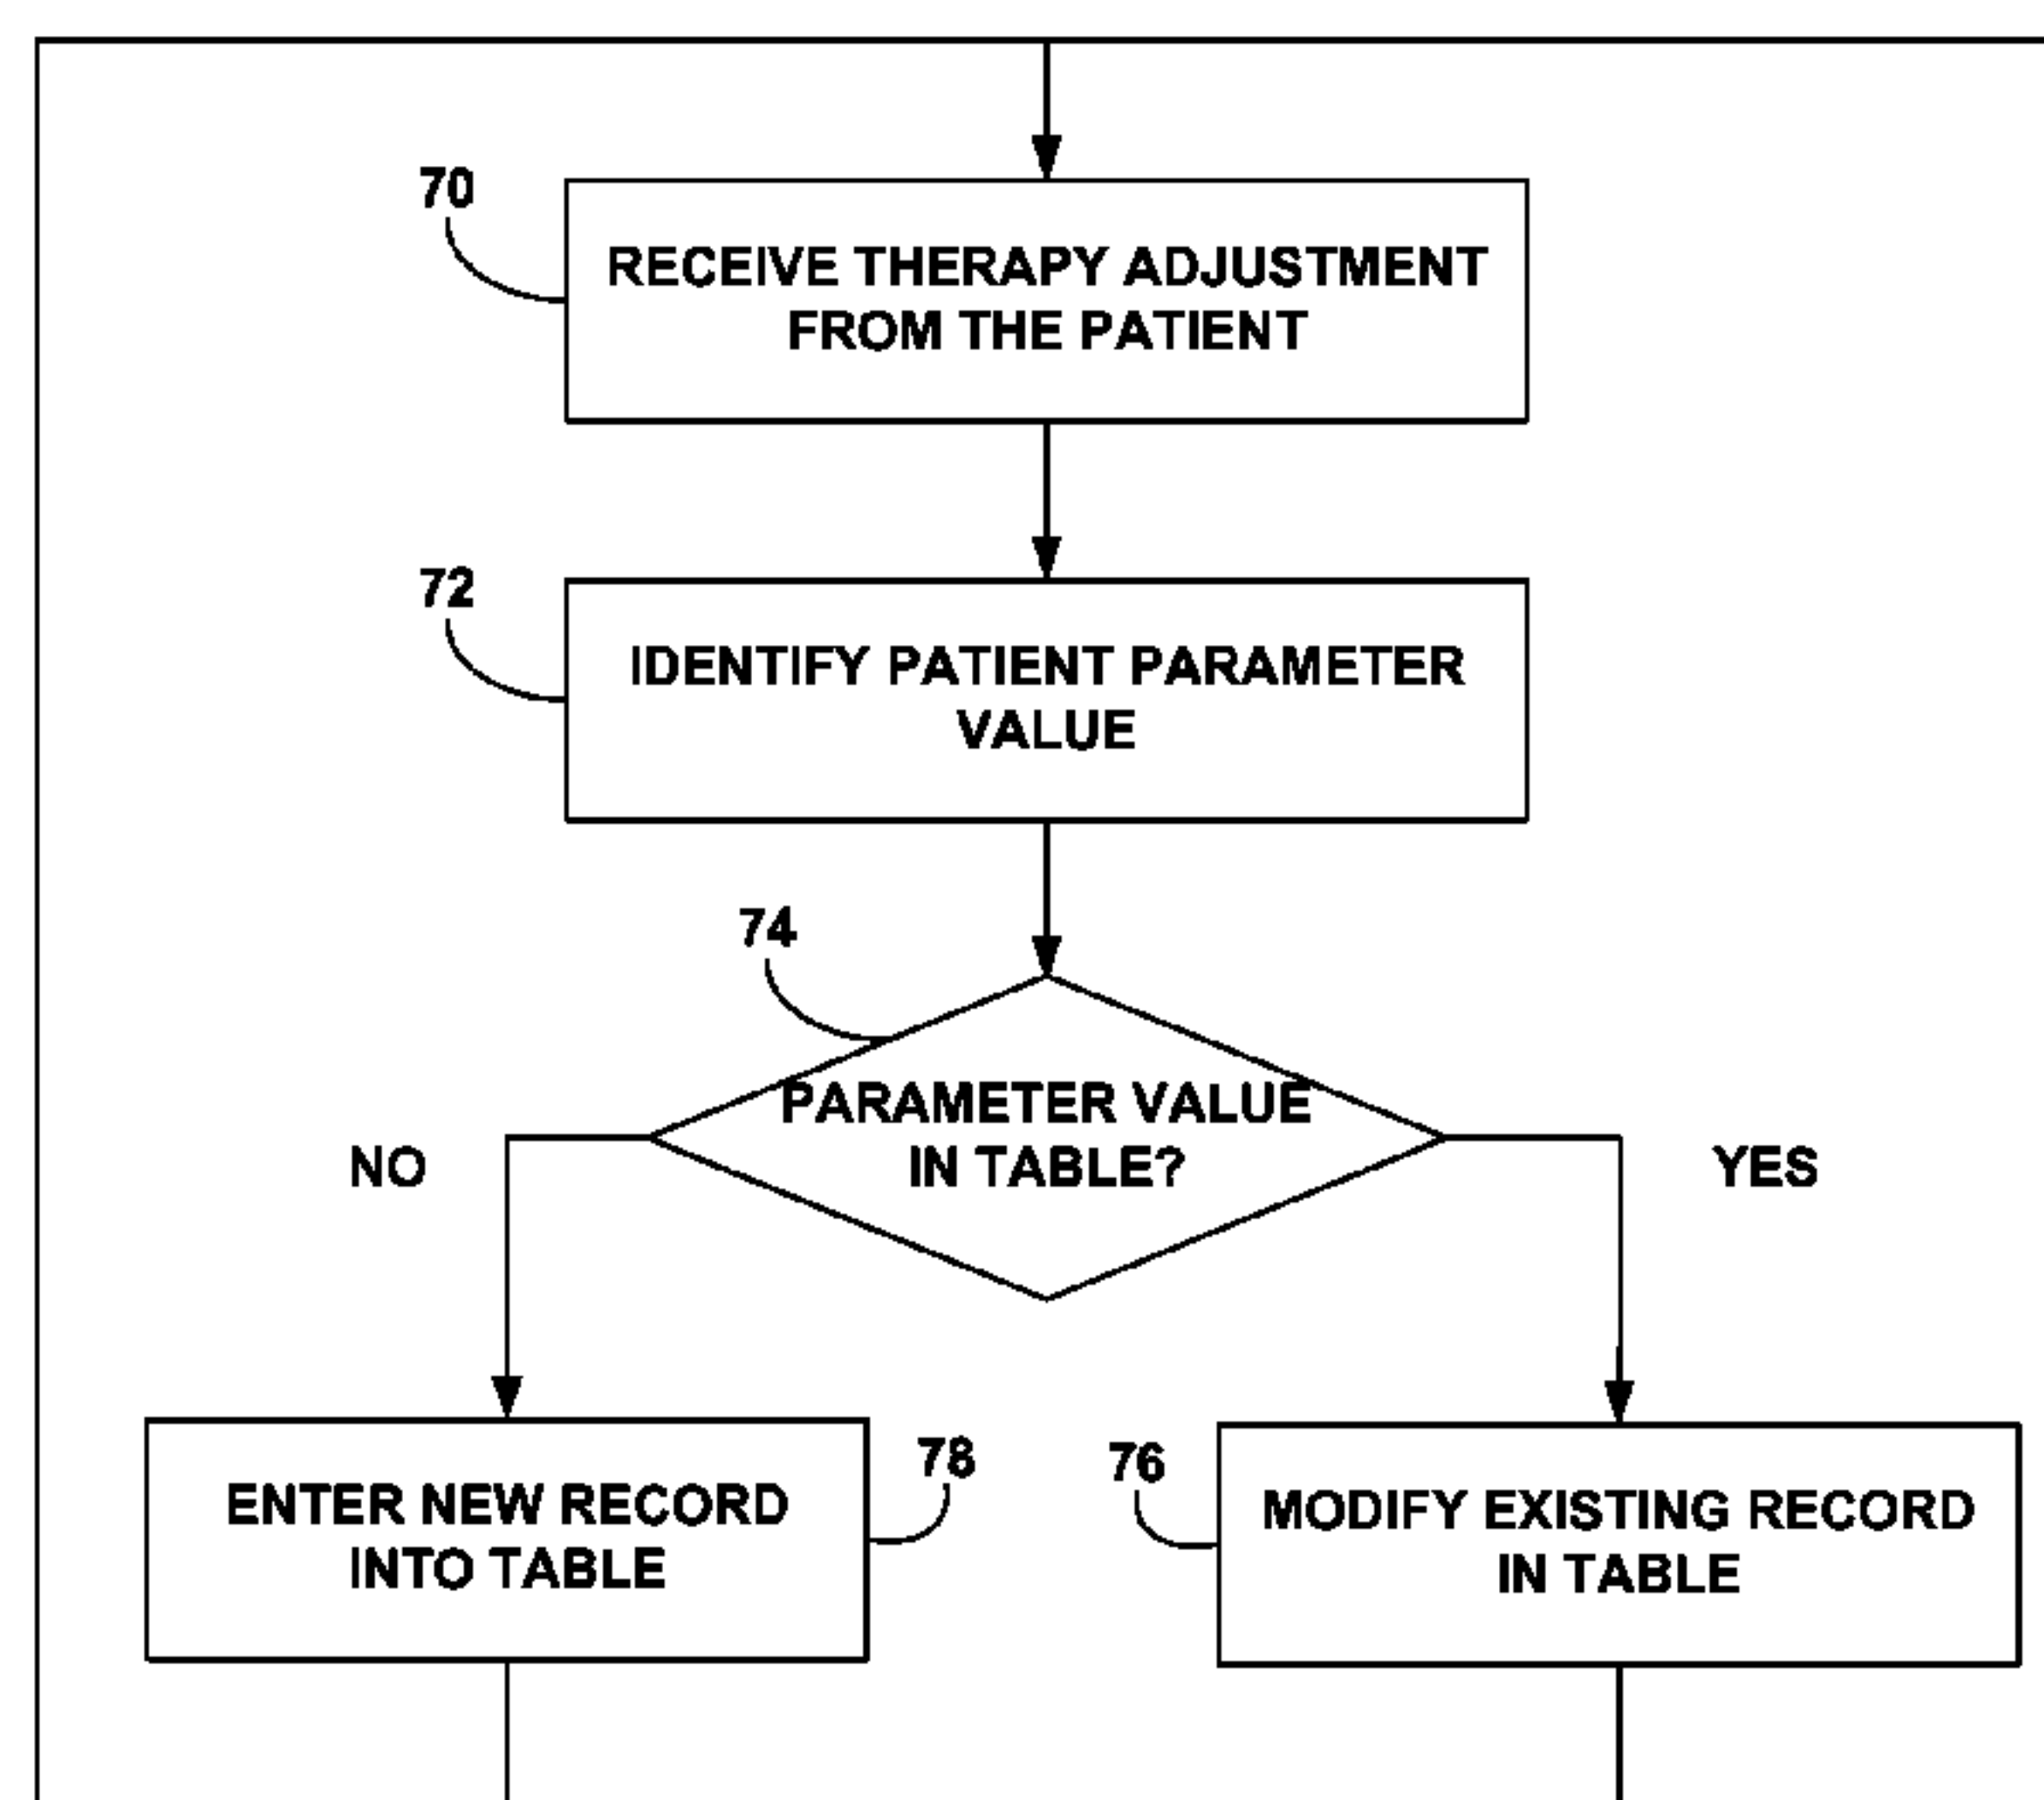 70
RECEIVE THERAPY ADJUSTMENT
FROM THE PATIENT
72
IDENTIFY PATIENT PARAMETER
VALUE
74
PARAMETER VALUE
IN TABLE?
NO
YES
ENTER NEW RECORD
INTO TABLE
78
76
MODIFY EXISTING RECORD
IN TABLE